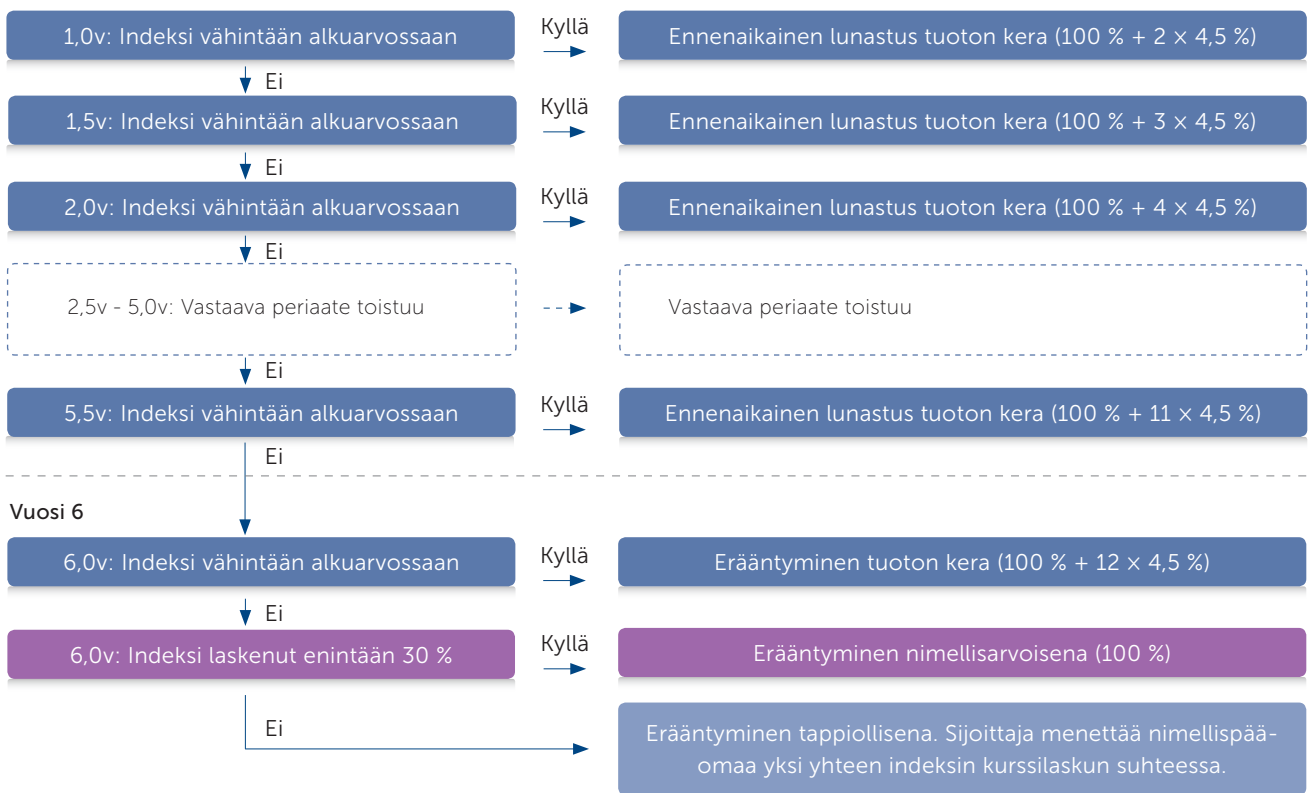 1,0v: Indeksi vähintään alkuarvossaan
Kyllä
Ennenaikainen lunastus tuoton kera (100 % + 2 × 4,5 %)
Ei
1,5v: Indeksi vähintään alkuarvossaan
Kyllä
Ennenaikainen lunastus tuoton kera (100 % + 3 × 4,5 %)
Ei
2,0v: Indeksi vähintään alkuarvossaan
Kyllä
Ennenaikainen lunastus tuoton kera (100 % + 4 × 4,5 %)
Ei
2,5v - 5,0v: Vastaava periaate toistuu
Vastaava periaate toistuu
Ei
5,5v: Indeksi vähintään alkuarvossaan
Kyllä
Ennenaikainen lunastus tuoton kera (100 % + 11 × 4,5 %)
Ei
Vuosi 6
6,0v: Indeksi vähintään alkuarvossaan
Kyllä
Erääntyminen tuoton kera (100 % + 12 × 4,5 %)
Ei
6,0v: Indeksi laskenut enintään 30 %
Kyllä
Erääntyminen nimellisarvoisena (100 %)
Ei
Erääntyminen tappiollisena. Sijoittaja menettää nimellispää-
omaa yksi yhteen indeksin kurssilaskun suhteessa.